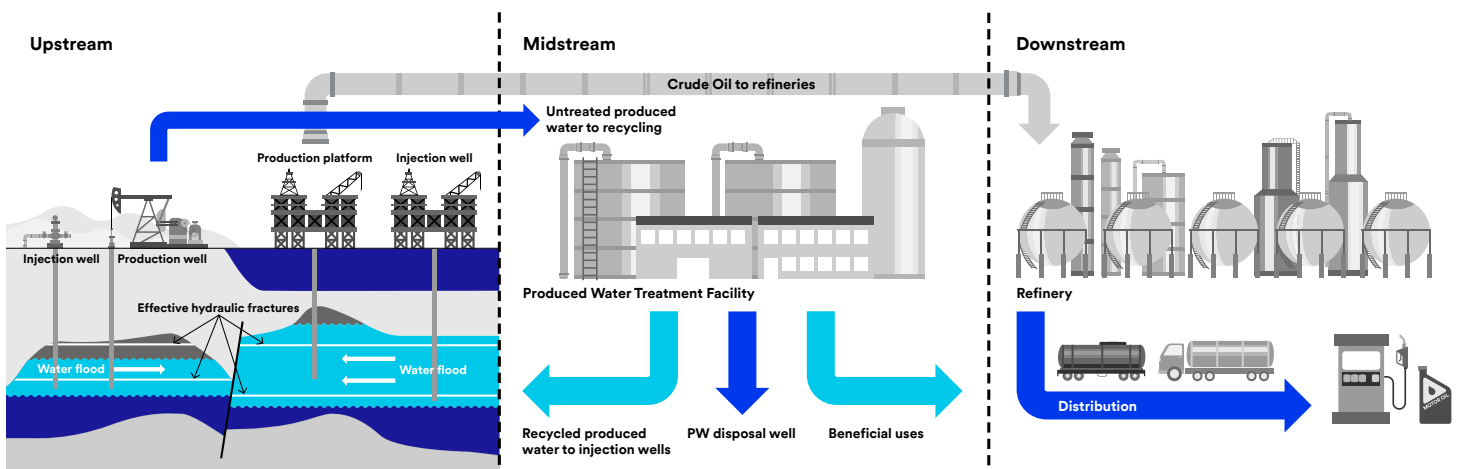 Upstream
Midstream
Downstream
Crude Oil to refineries
Untreated produced
water to recycling
Production platform
Injection well
Injection well
Production well
Effective hydraulic fractures
Water flood
Water flood
Produced Water Treatment Facility
Recycled produced
water to injection wells
PW disposal well
Beneficial uses
Refinery
Distribution
MOTOR OIL